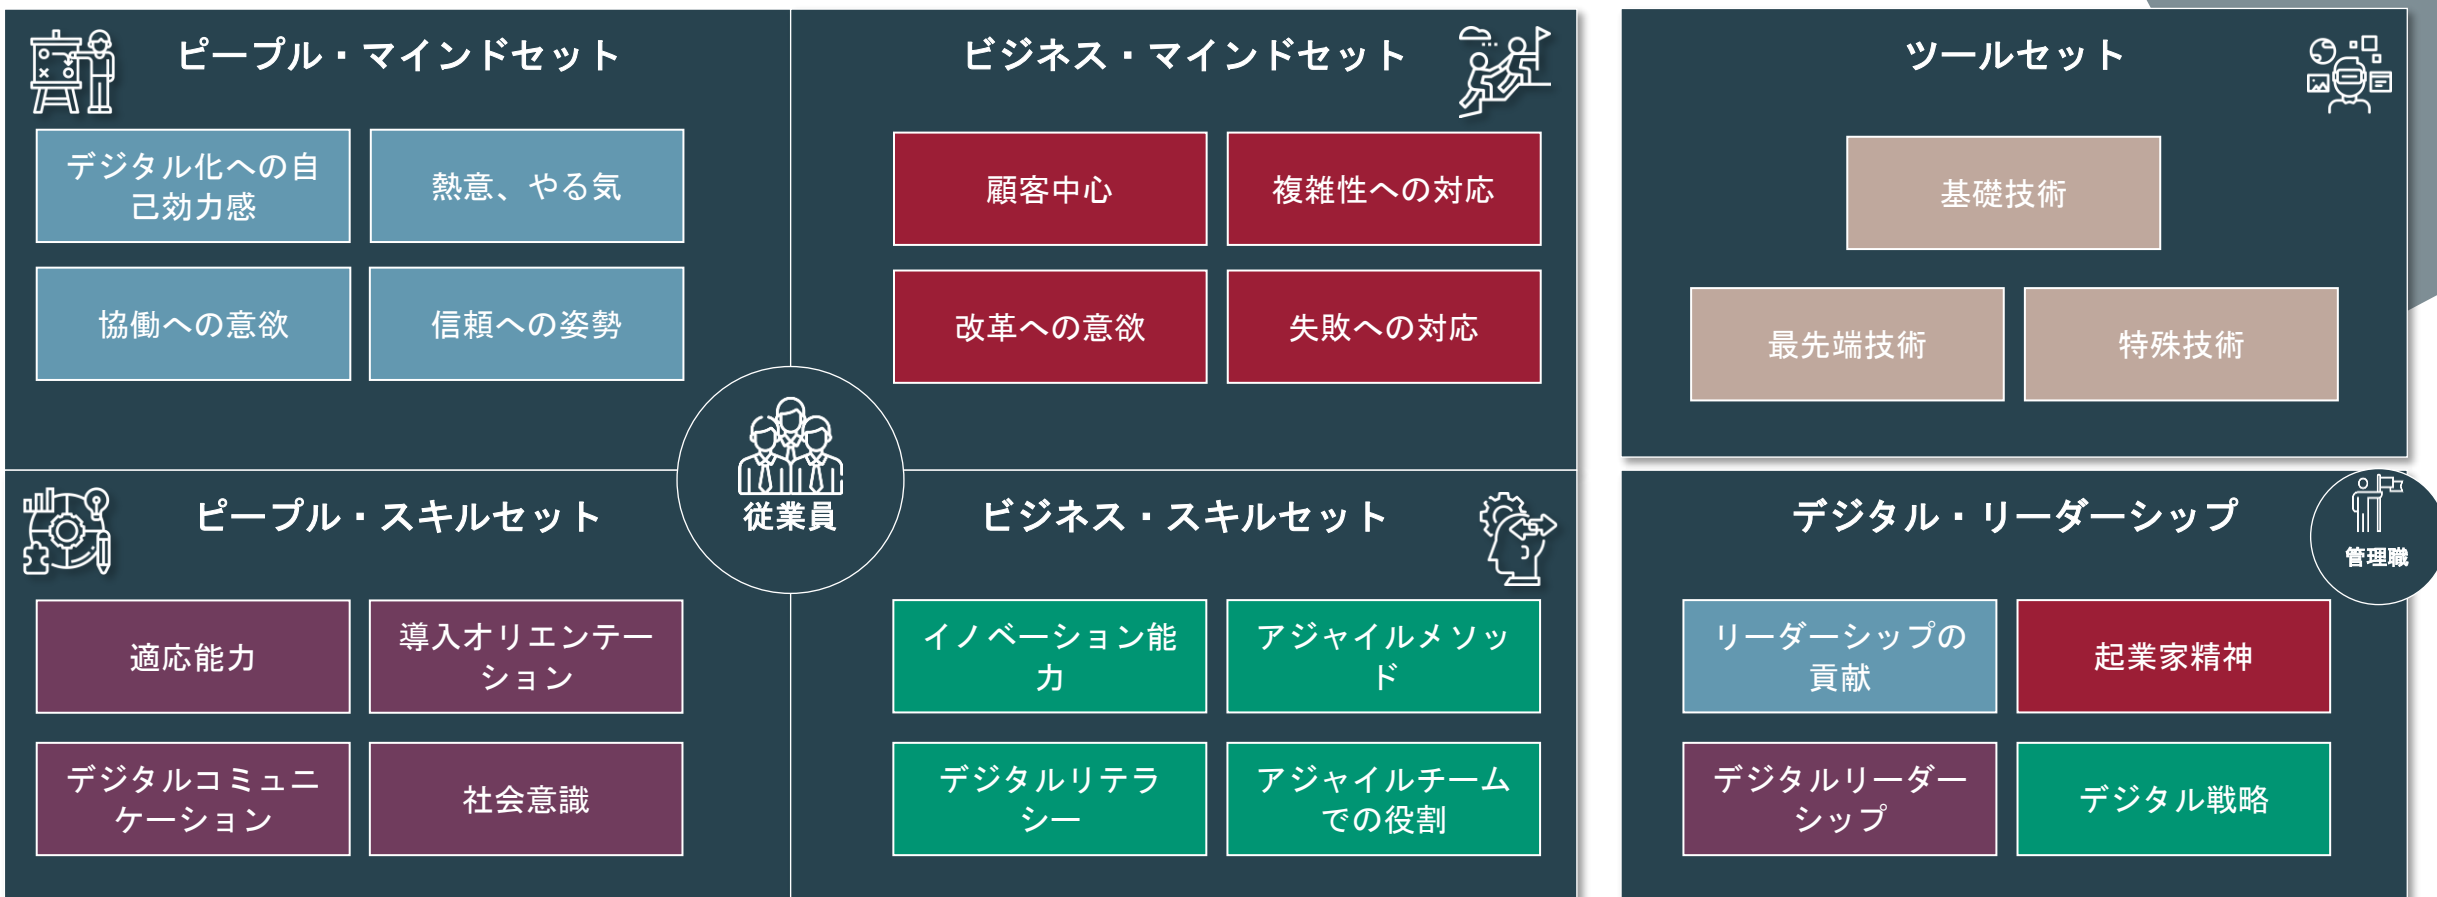 ピープル・マインドセット
デジタル化への自
己効力感
熱意、やる気
協働への意欲
信頼への姿勢
ビジネス・マインドセット
顧客中心
複雑性への対応
改革への意欲
失敗への対応
従業員
ピープル・スキルセット
適応能力
導入オリエンテー
ション
デジタルコミュニ
ケーション
社会意識
ビジネス・スキルセット
イノベーション能
力
アジャイルメソッ
ド
デジタルリテラ
シー
アジャイルチーム
での役割
ツールセット
基礎技術
最先端技術
特殊技術
デジタル・リーダーシップ
管理職
リーダーシップの
貢献
起業家精神
デジタルリーダー
シップ
デジタル戦略